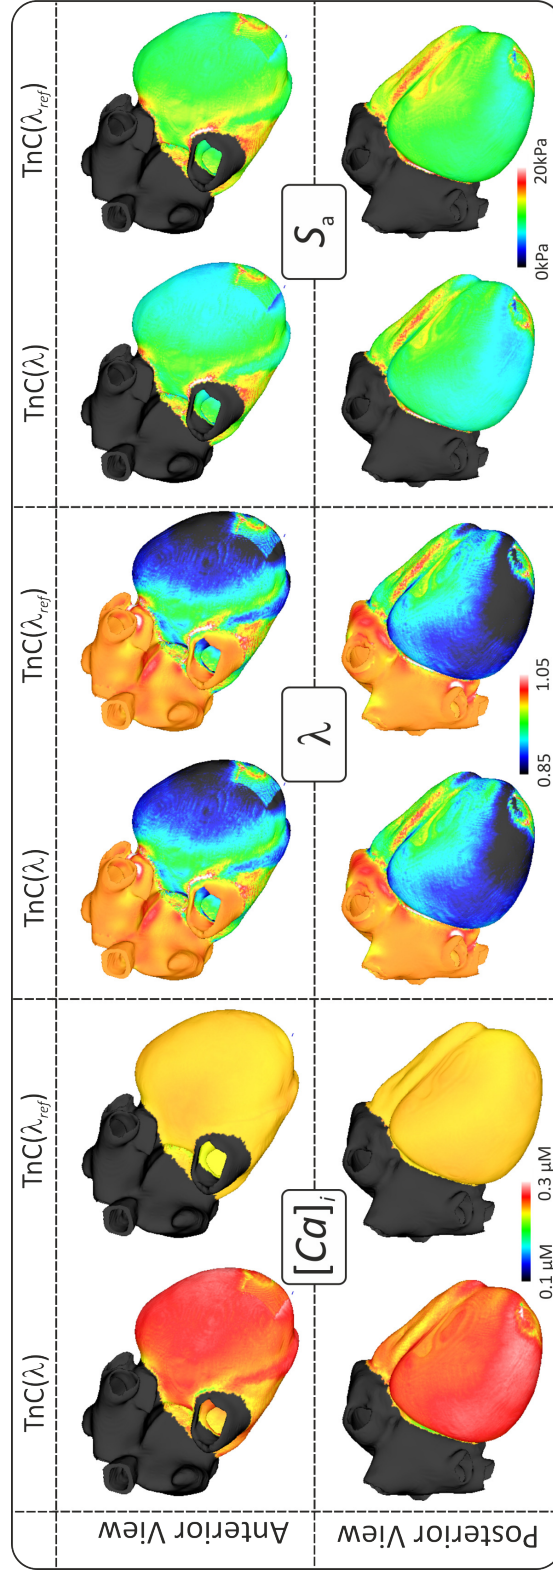 TnC(λ)
TnC(λref)
TnC(λ)
TnC(λref)
TnC(λ)
TnC(λref)
Anterior View
[Ca]i
λ
Sa
Posterior View
0.1 µM
0.3 µM
0.85
1.05
0kPa
20kPa